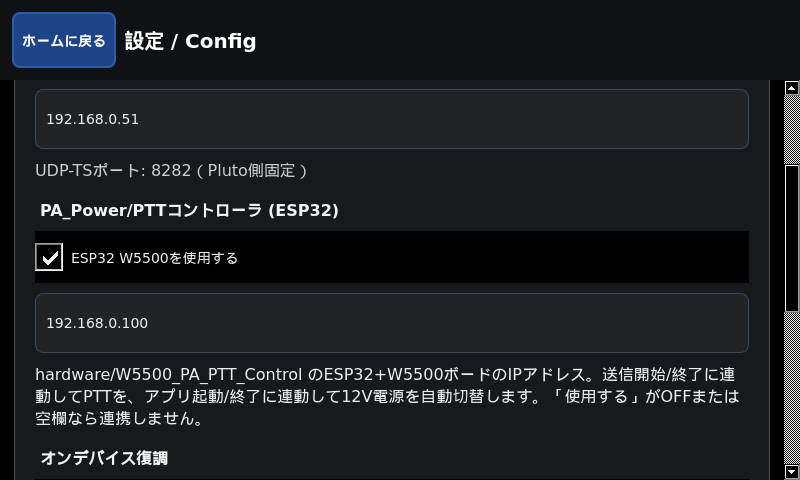 ホームに戻る
設定 / Config
192.168.0.51
UDP-TSポート: 8282 ( Pluto側固定 )
PA_Power/PTTコントローラ (ESP32)
ESP32 W5500を使用する
192.168.0.100
hardware/W5500_PA_PTT_Control のESP32+W5500ボードのIPアドレス。送信開始/終了に連
動してPTTを、アプリ起動/終了に連動して12V電源を自動切替します。「使用する」がOFFまたは
空欄なら連携しません。
オンデバイス復調